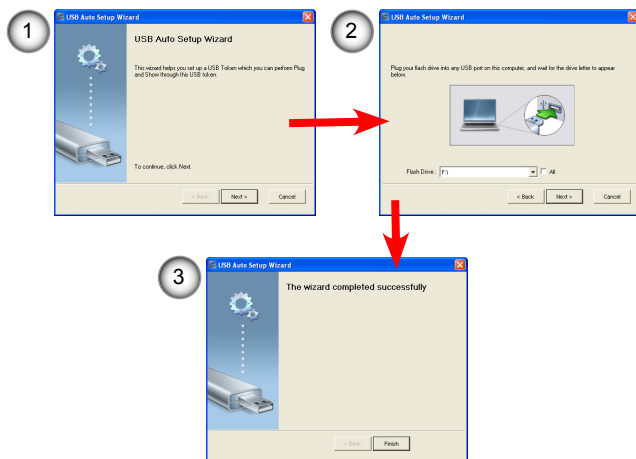 1
USB Auto Setup Wizard
USB Auto Setup Wizard
This wizard helps you set up a USB Token which you can perform Plug
and Show through this USB token.
To continue, click Next
< Back
Next >
Cancel
2
USB Auto Setup Wizard
Plug your flash drive into any USB port on this computer, and wait for the drive letter to appear
below.
Flash Drive : F:\ All
< Back
Next >
Cancel
3
USB Auto Setup Wizard
The wizard completed successfully
< Back
Finish